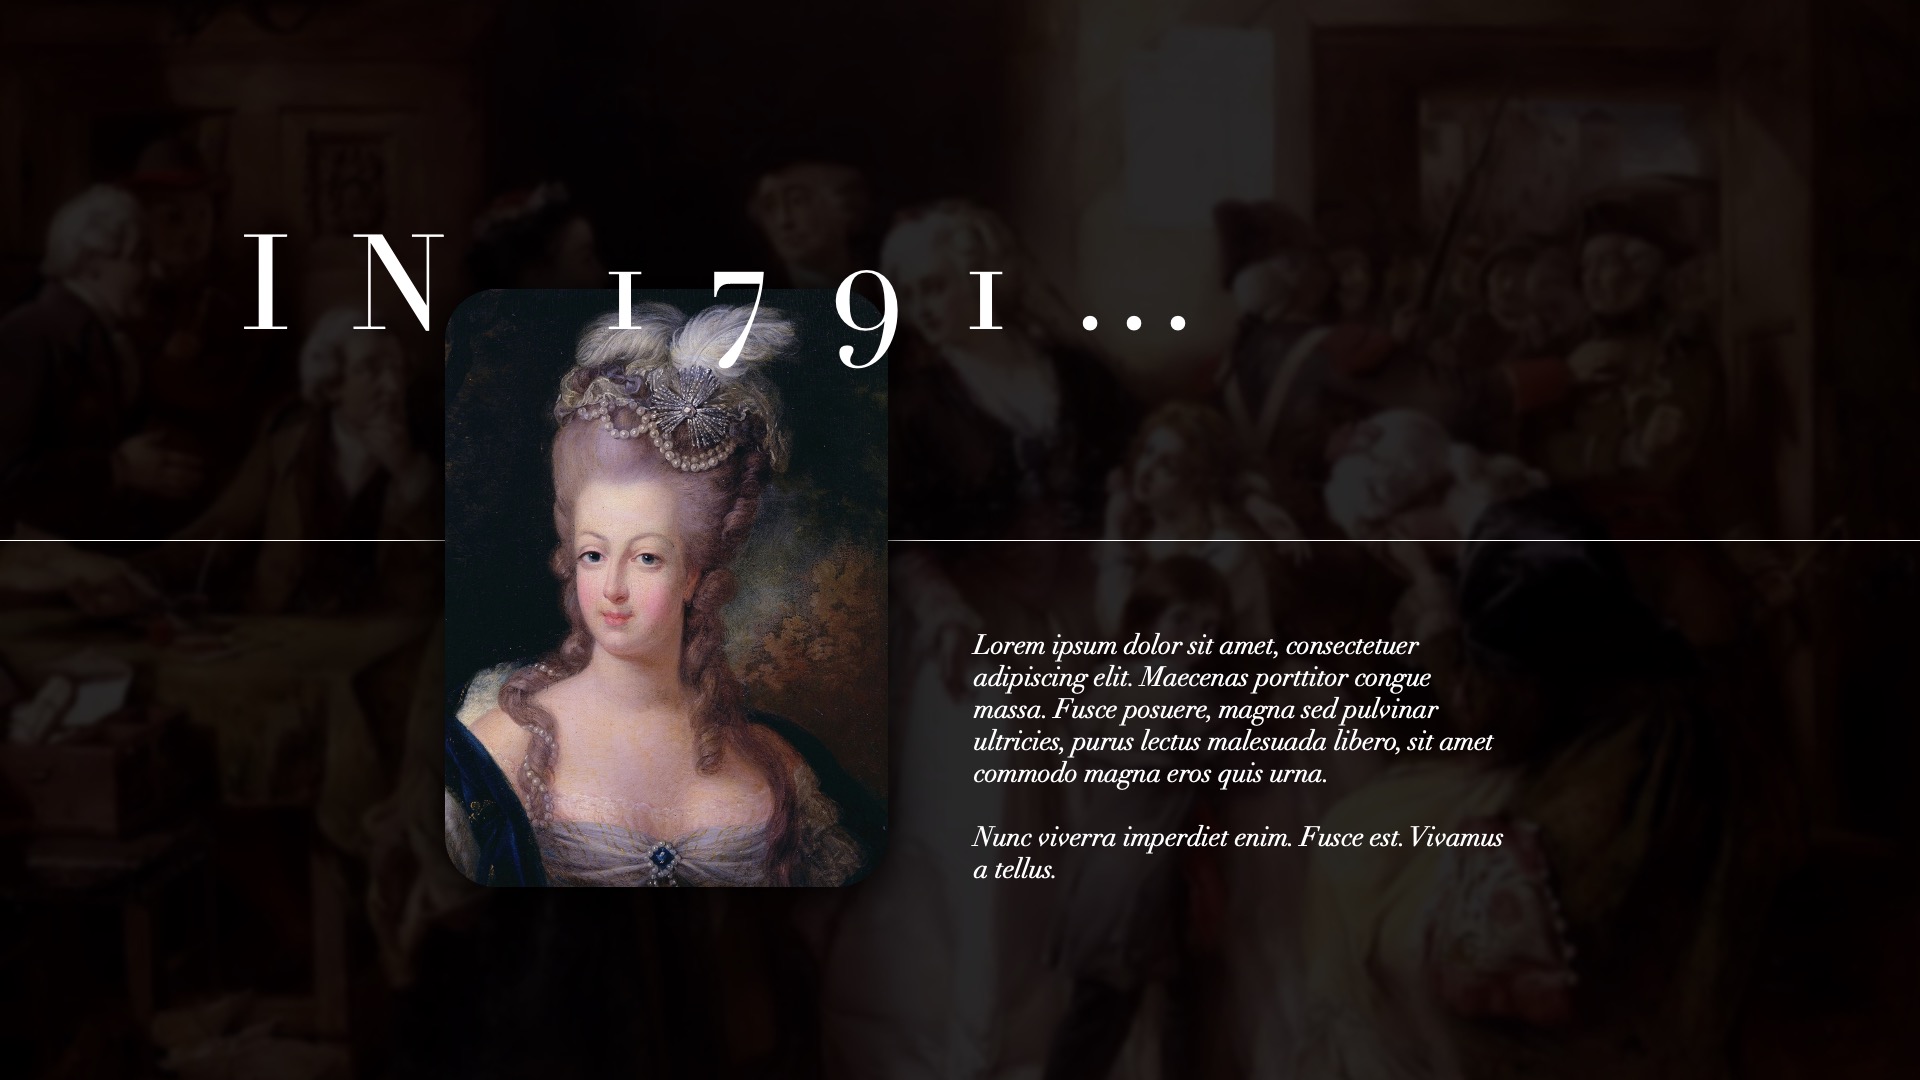 IN 1791...
Lorem ipsum dolor sit amet, consectetuer
adipiscing elit. Maecenas porttitor congue
massa. Fusce posuere, magna sed pulvinar
ultricies, purus lectus malesuada libero, sit amet
commodo magna eros quis urna.
Nunc viverra imperdiet enim. Fusce est. Vivamus
a tellus.